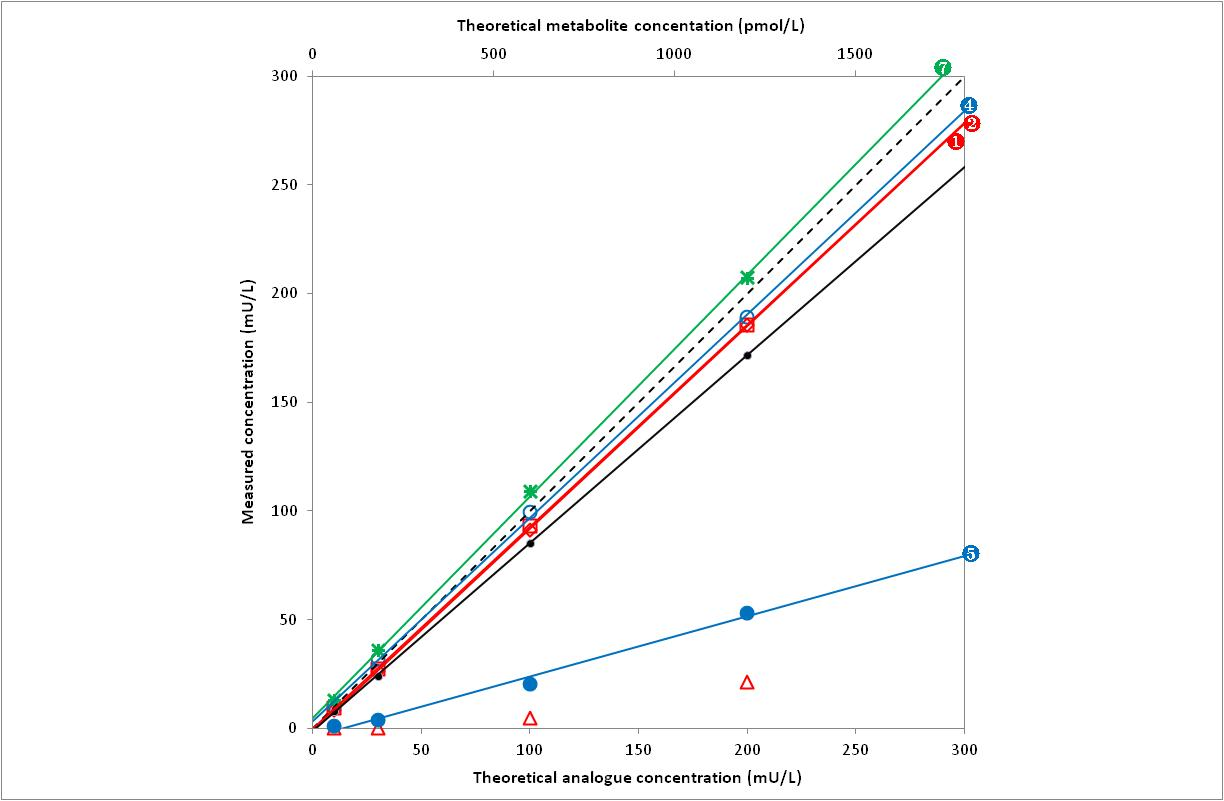 Theoretical metabolite concentation (pmol/L)
0 500 1000 1500
7
300
4
2
1
250
200
Measured concentration (mU/L)
150
100
5
50
0
0 50 100 150 200 250 300
Theoretical analogue concentration (mU/L)